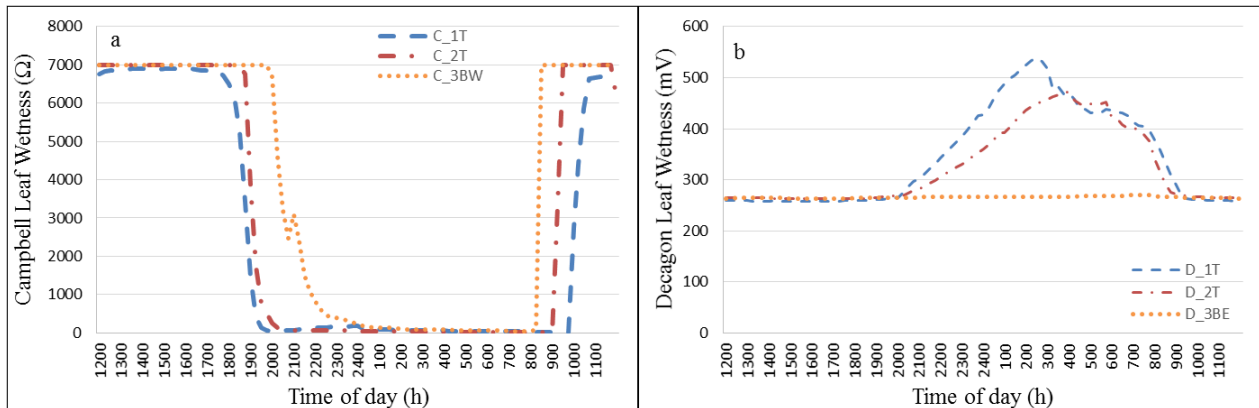 a
Campbell Leaf Wetness (Ω)
8000
7000
6000
5000
4000
3000
2000
1000
0
C_1T
C_2T
C_3BW
1200 1300 1400 1500 1600 1700 1800 1900 2000 2100 2200 2300 2400 100 200 300 400 500 600 700 800 900 1000 1100
Time of day (h)
b
Decagon Leaf Wetness (mV)
600
500
400
300
200
100
0
D_1T
D_2T
D_3BE
1200 1300 1400 1500 1600 1700 1800 1900 2000 2100 2200 2300 2400 100 200 300 400 500 600 700 800 900 1000 1100
Time of day (h)